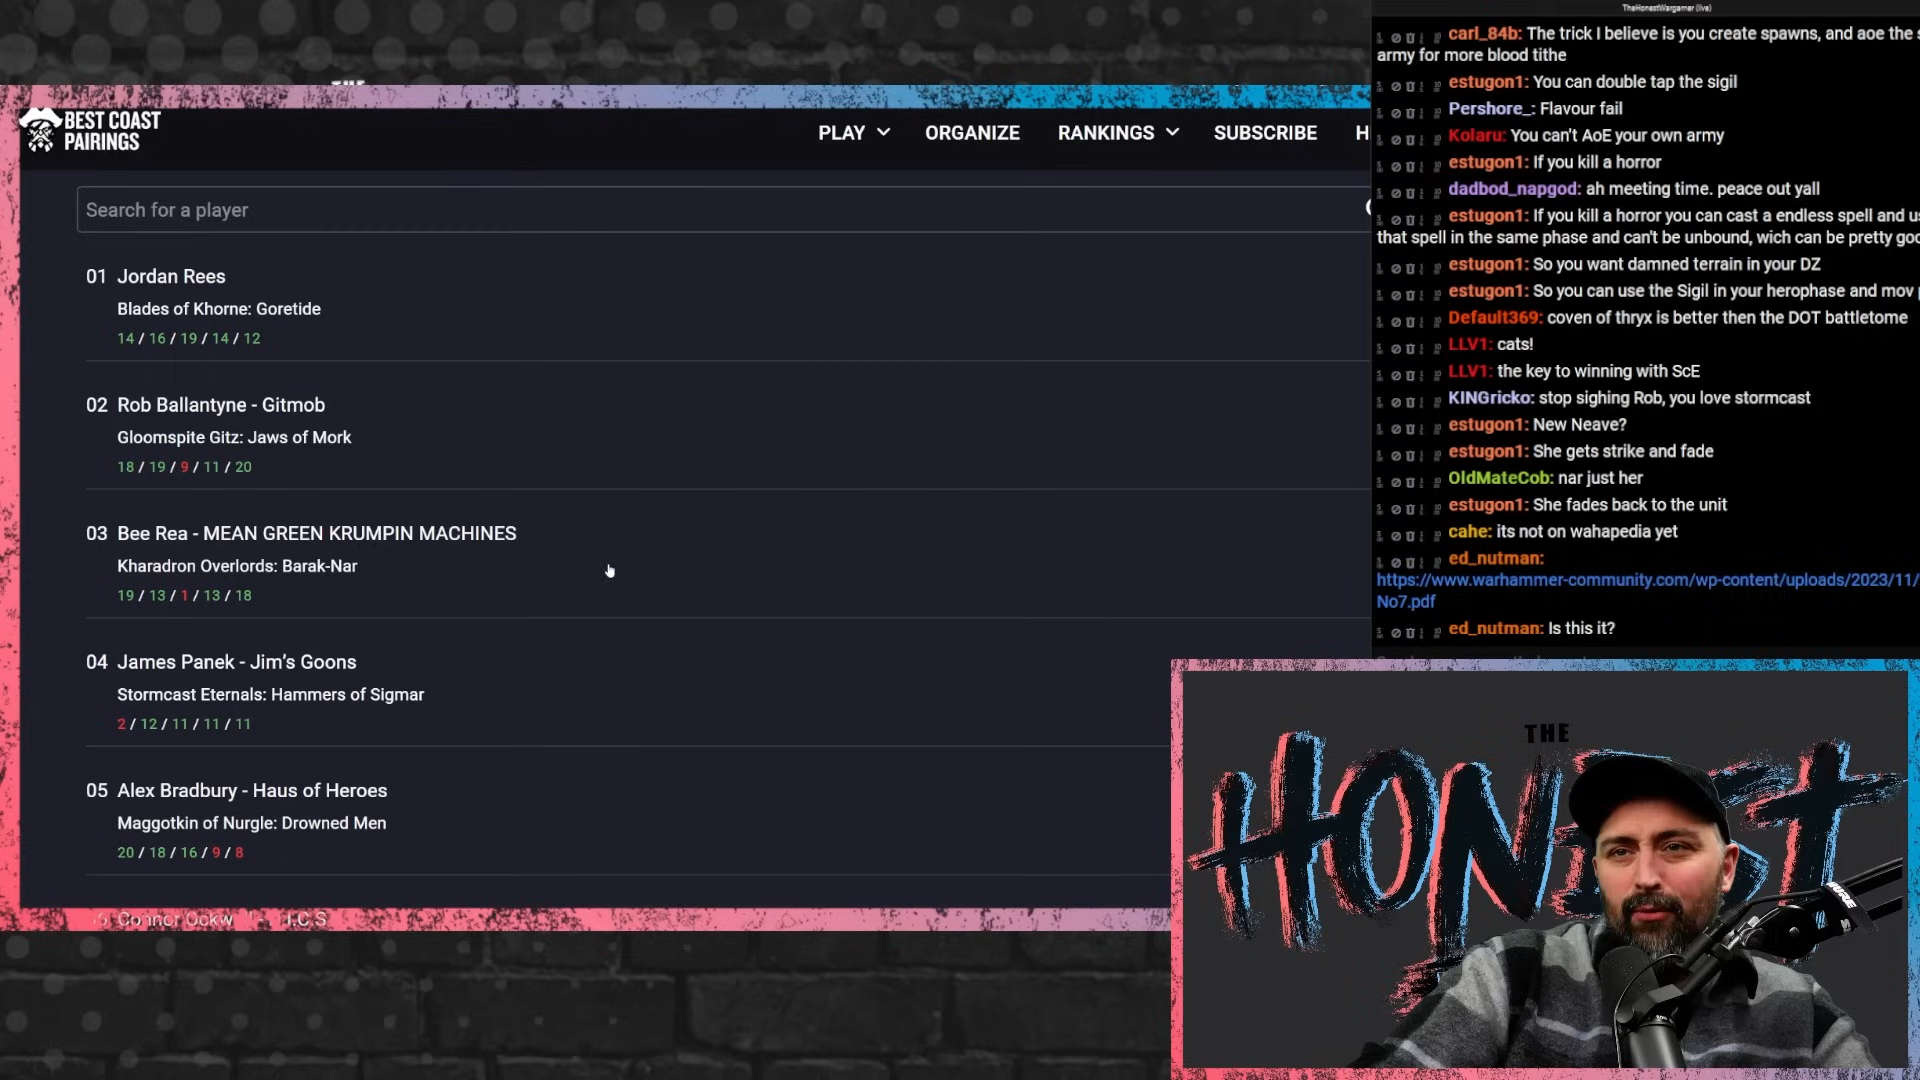 THE
BEST COAST
PAIRINGS
PLAY
ORGANIZE
RANKINGS
SUBSCRIBE
Search for a player
01 Jordan Rees
Blades of Khorne: Goretide
14 / 16 / 19 / 14 / 12
02 Rob Ballantyne - Gitmob
Gloomspite Gitz: Jaws of Mork
18 / 19 / 9 / 11 / 20
03 Bee Rea - MEAN GREEN KRUMPIN MACHINES
Kharadron Overlords: Barak-Nar
19 / 13 / 1 / 13 / 18
04 James Panek - Jim's Goons
Stormcast Eternals: Hammers of Sigmar
2 / 12 / 11 / 11 / 11
05 Alex Bradbury - Haus of Heroes
Maggotkin of Nurgle: Drowned Men
20 / 18 / 16 / 9 / 8
TheHonestWargamer (live)
carl_84b: The trick I believe is you create spawns, and aoe the
army for more blood tithe
estugon1: You can double tap the sigil
Pershore_: Flavour fail
Kolaru: You can't AoE your own army
estugon1: If you kill a horror
dadbod_napgod: ah meeting time. peace out yall
estugon1: If you kill a horror you can cast a endless spell and
that spell in the same phase and can't be unbound, wich can be pretty
estugon1: So you want damned terrain in your DZ
estugon1: So you can use the Sigil in your herophase and mov
Default369: coven of thryx is better then the DOT battletome
LLV1: cats!
LLV1: the key to winning with ScE
KINGricko: stop sighing Rob, you love stormcast
estugon1: New Neave?
estugon1: She gets strike and fade
OldMateCob: nar just her
estugon1: She fades back to the unit
cahe: its not on wahapedia yet
ed_nutman:
https://www.warhammer-community.com/wp-content/uploads/2023/11/
No7.pdf
ed_nutman: Is this it?
THE
HONEST
SHURE